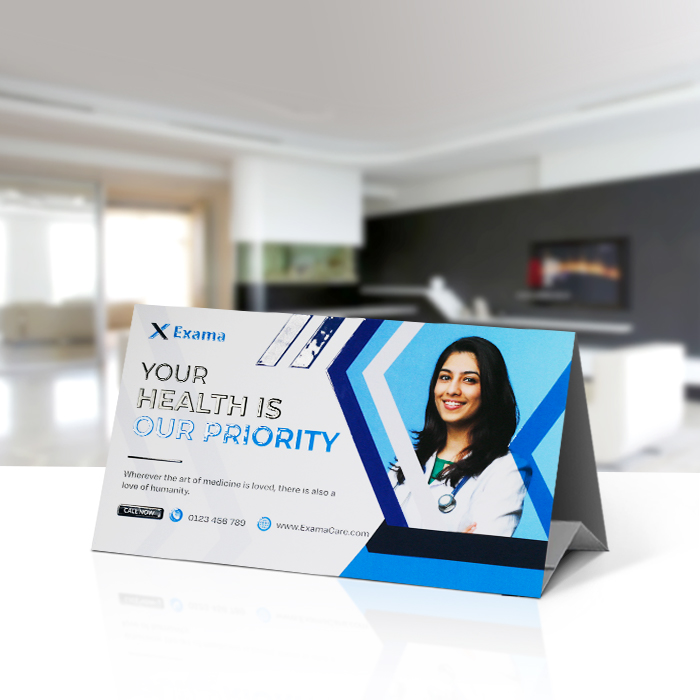 Exama
YOUR
HEALTH IS
OUR PRIORITY
Wherever the art of medicine is loved, there is also a
love of humanity.
CALL NOW
0123 456 789
www.ExamaCare.com